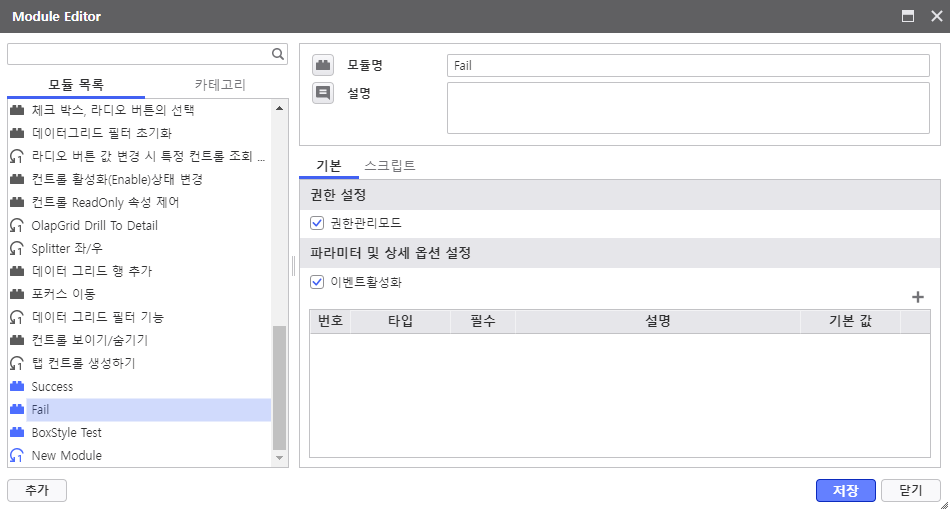 Module Editor
모듈 목록
카테고리
체크 박스, 라디오 버튼의 선택
데이터그리드 필터 초기화
라디오 버튼 값 변경 시 특정 컨트롤 조회 ...
컨트롤 활성화(Enable)상태 변경
컨트롤 ReadOnly 속성 제어
OlapGrid Drill To Detail
Splitter 좌/우
데이터 그리드 행 추가
포커스 이동
데이터 그리드 필터 기능
컨트롤 보이기/숨기기
탭 컨트롤 생성하기
Success
Fail
BoxStyle Test
New Module
추가
모듈명
Fail
설명
기본
스크립트
권한 설정
권한관리모드
파라미터 및 상세 옵션 설정
이벤트활성화
번호 타입 필수 설명 기본 값
저장
닫기